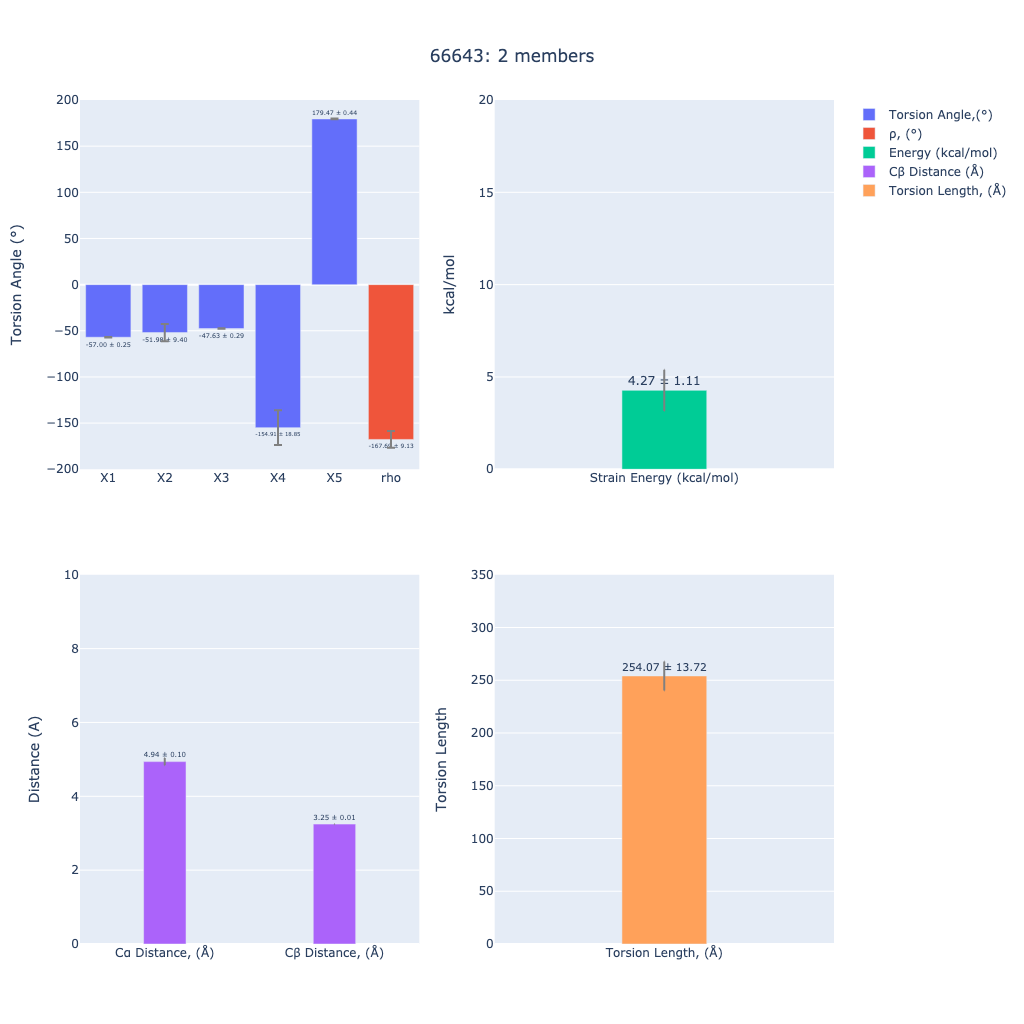 66643: 2 members
Torsion Angle (°)
200
150
100
50
0
−50
−100
−150
−200
179.47 ± 0.44
-57.00 ± 0.25
-51.98 ± 9.40
-47.63 ± 0.29
-154.91 ± 18.85
± 9.13
X1 X2 X3 X4 X5 rho
kcal/mol
20
15
10
5
0
4.27 ± 1.11
Strain Energy (kcal/mol)
Torsion Angle,(°)
ρ, (°)
Energy (kcal/mol)
Cβ Distance (Å)
Torsion Length, (Å)
Distance (A)
10
8
6
4
2
0
4.94 ± 0.10
3.25 ± 0.01
Cα Distance, (Å) Cβ Distance, (Å)
Torsion Length
350
300
250
200
150
100
50
0
254.07 ± 13.72
Torsion Length, (Å)